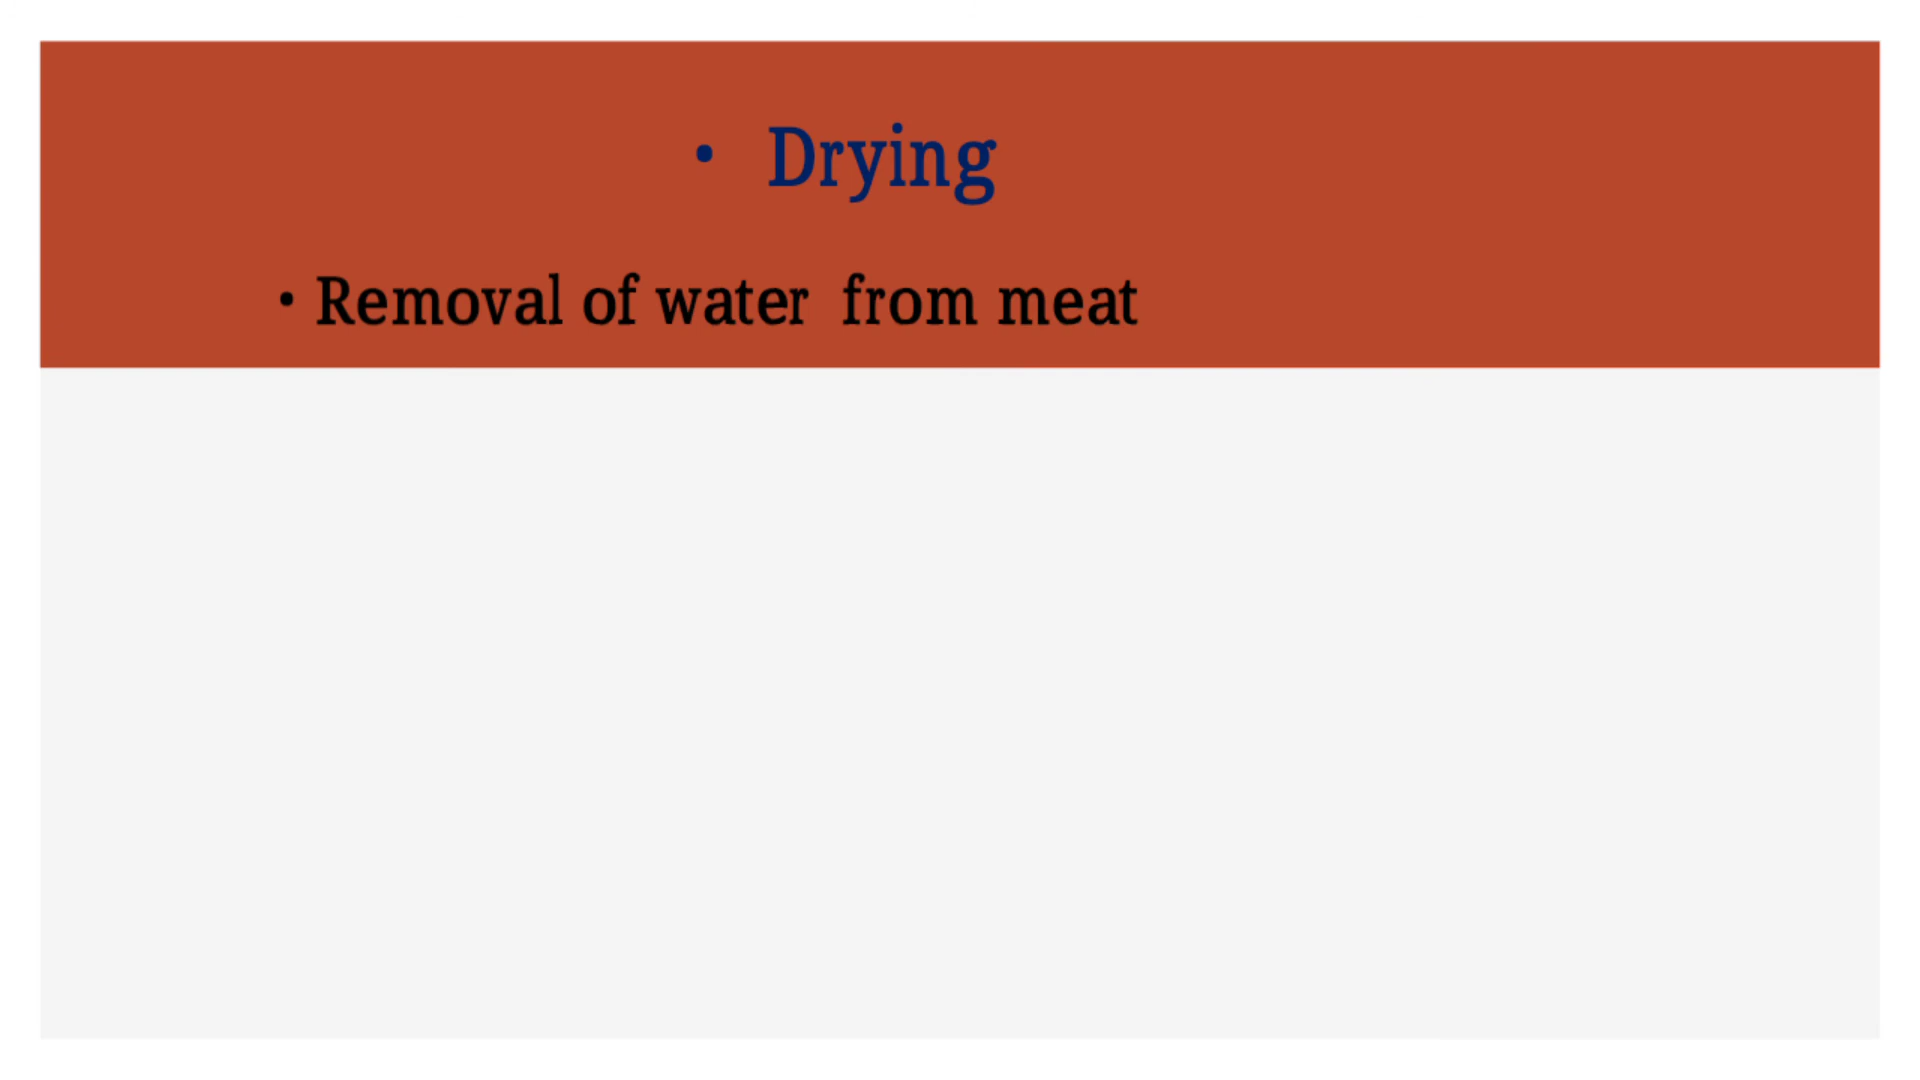 • Drying
• Removal of water  from meat